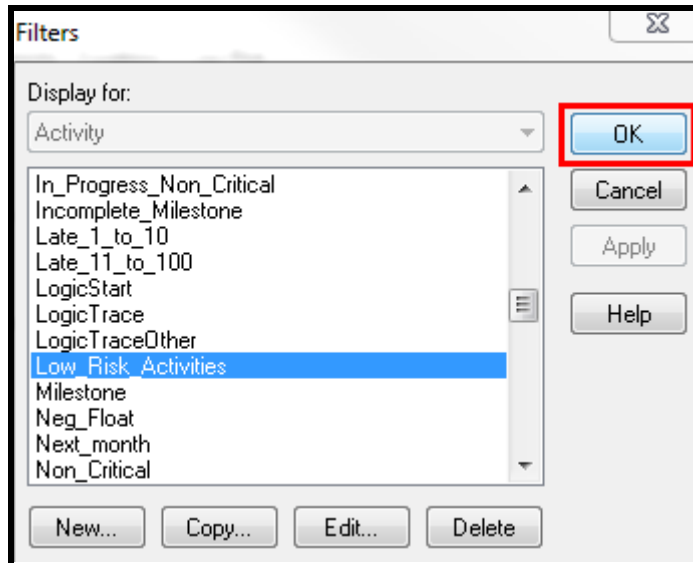 Filters
Display for:
Activity
OK
In_Progress_Non_Critical
Incomplete_Milestone
Late_1_to_10
Late_11_to_100
LogicStart
LogicTrace
LogicTraceOther
Low_Risk_Activities
Milestone
Neg_Float
Next_month
Non_Critical
Cancel
Apply
Help
New...
Copy...
Edit...
Delete